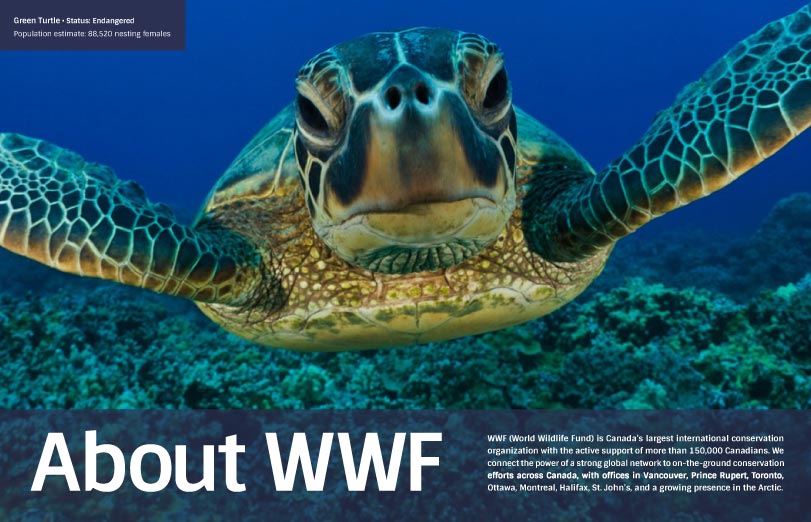 Green Turtle • Status: Endangered
Population estimate: 88,520 nesting females
About WWF
WWF (World Wildlife Fund) is Canada's largest international conservation
organization with the active support of more than 150,000 Canadians. We
connect the power of a strong global network to on-the-ground conservation
efforts across Canada, with offices in Vancouver, Prince Rupert, Toronto,
Ottawa, Montreal, Halifax, St. John's, and a growing presence in the Arctic.